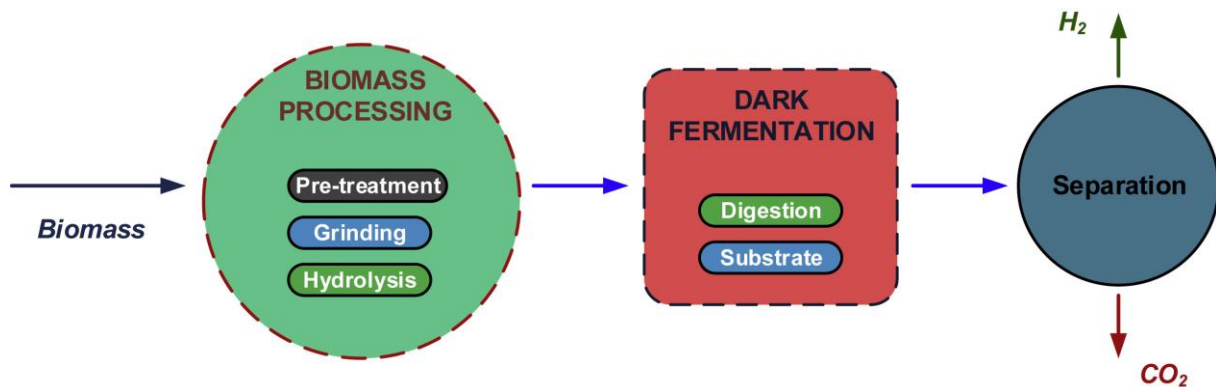 Biomass
BIOMASS
PROCESSING
Pre-treatment
Grinding
Hydrolysis
DARK
FERMENTATION
Digestion
Substrate
H₂
Separation
CO₂